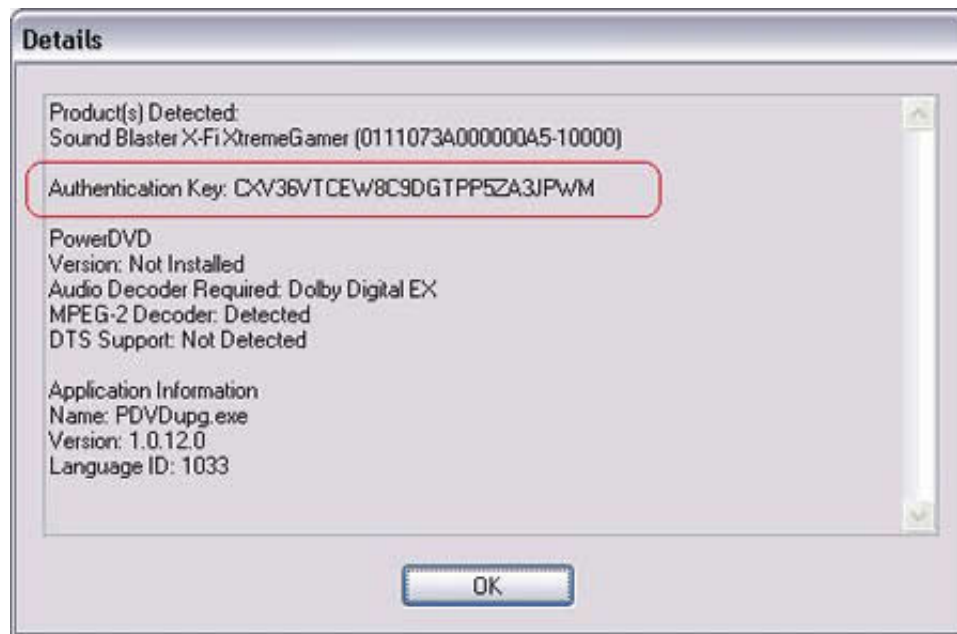 Details
Product(s) Detected:
Sound Blaster X-Fi XtremeGamer (0111073A000000A5-10000)
Authentication Key: CXV36VTCEW8C9DGTPP5ZA3JPWM
PowerDVD
Version: Not Installed
Audio Decoder Required: Dolby Digital EX
MPEG-2 Decoder: Detected
DTS Support: Not Detected
Application Information
Name: PDVDupg.exe
Version: 1.0.12.0
Language ID: 1033
OK